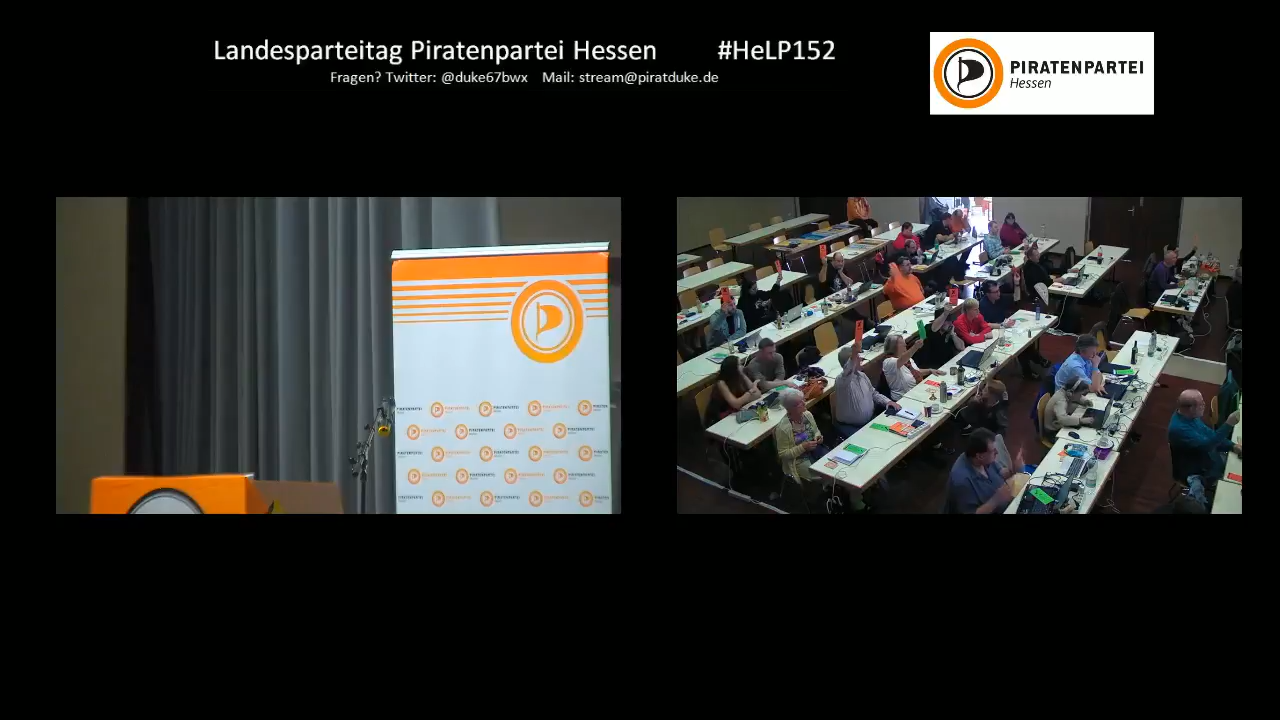 Landesparteitag Piratenpartei Hessen #HeLP152
Fragen? Twitter: @duke67bwx Mail: stream@piratduke.de
PIRATENPARTEI
Hessen